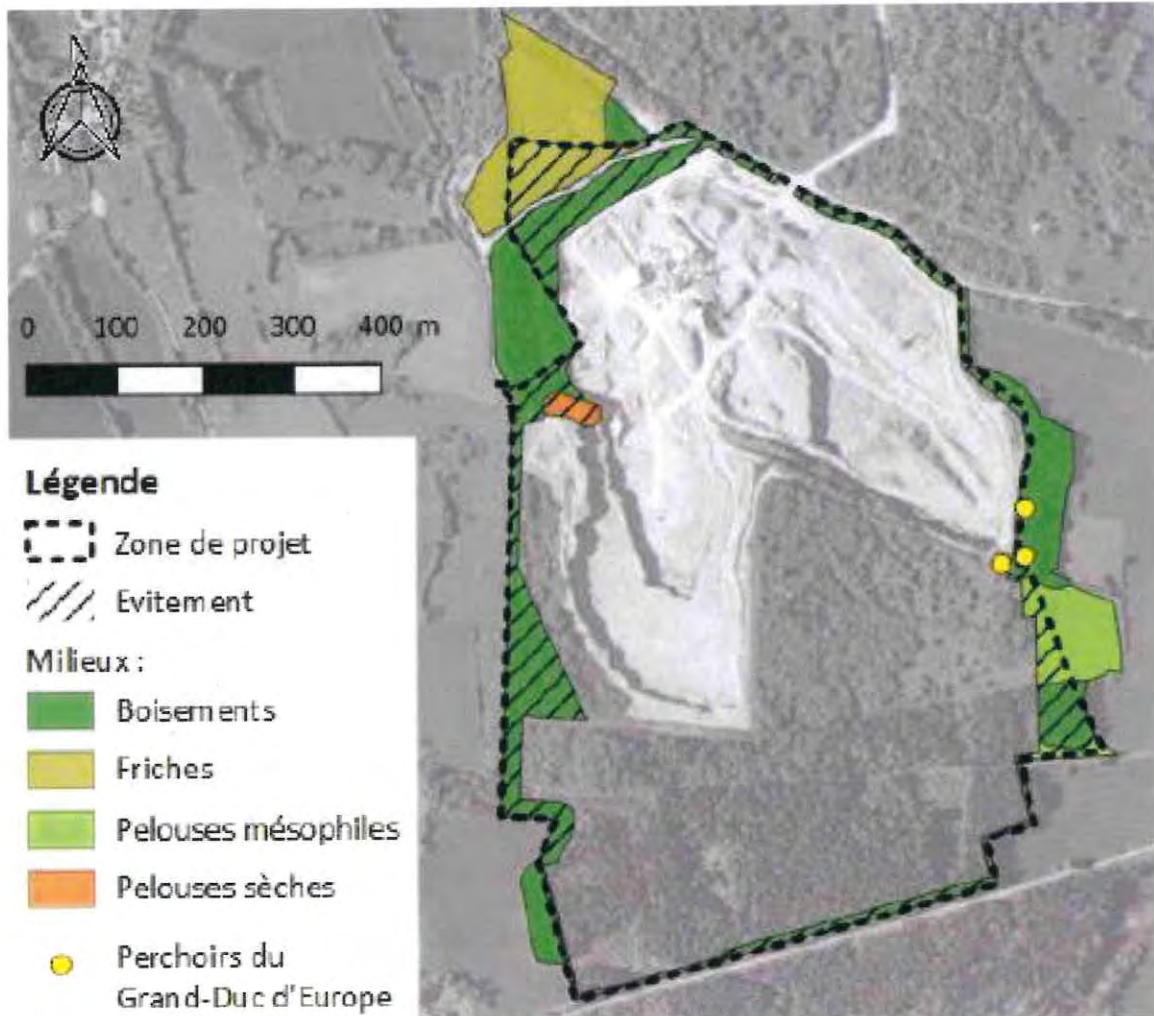 0 100 200 300 400 m
Légende
Zone de projet
Evitement
Milieux :
Boisements
Friches
Pelouses mésophiles
Pelouses sèches
Perchoirs du
Grand-Duc d'Europe